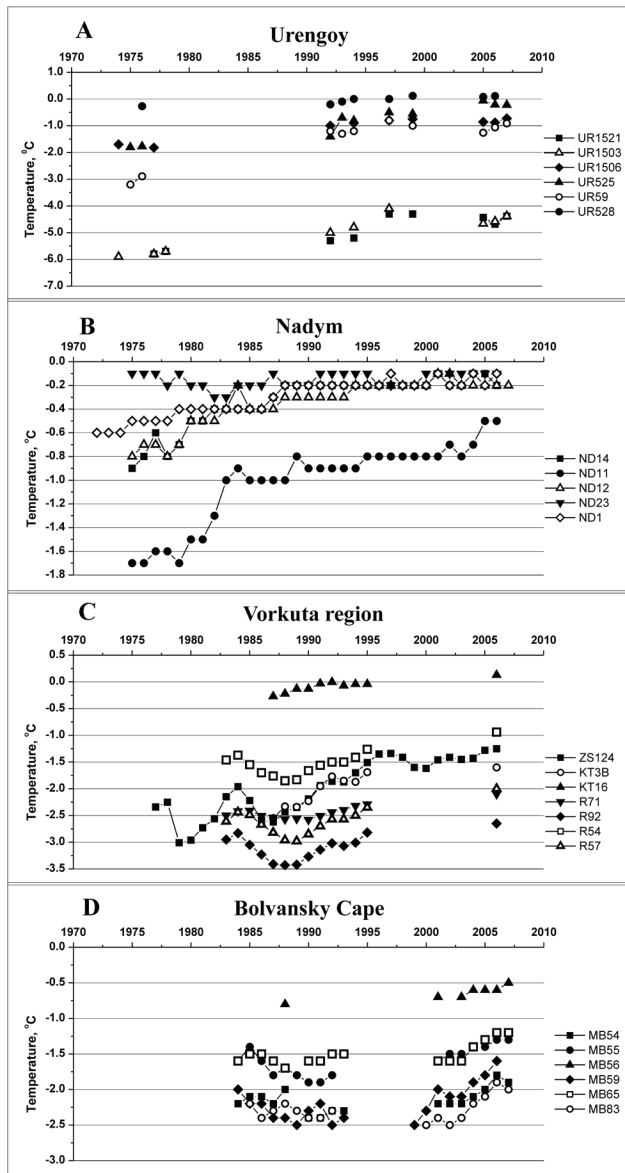 A Urengoy
1970 1975 1980 1985 1990 1995 2000 2005 2010
Temperature, °C
1.0
0.0
-1.0
-2.0
-3.0
-4.0
-5.0
-6.0
-7.0
UR1521
UR1503
UR1506
UR525
UR59
UR528
B Nadym
1970 1975 1980 1985 1990 1995 2000 2005 2010
Temperature, °C
0.0
-0.2
-0.4
-0.6
-0.8
-1.0
-1.2
-1.4
-1.6
-1.8
ND14
ND11
ND12
ND23
ND1
C Vorkuta region
1970 1975 1980 1985 1990 1995 2000 2005 2010
Temperature, °C
0.5
0.0
-0.5
-1.0
-1.5
-2.0
-2.5
-3.0
-3.5
ZS124
KT3B
KT16
R71
R92
R54
R57
D Bolvansky Cape
1970 1975 1980 1985 1990 1995 2000 2005 2010
Temperature, °C
0.0
-0.5
-1.0
-1.5
-2.0
-2.5
-3.0
MB54
MB55
MB56
MB59
MB65
MB83